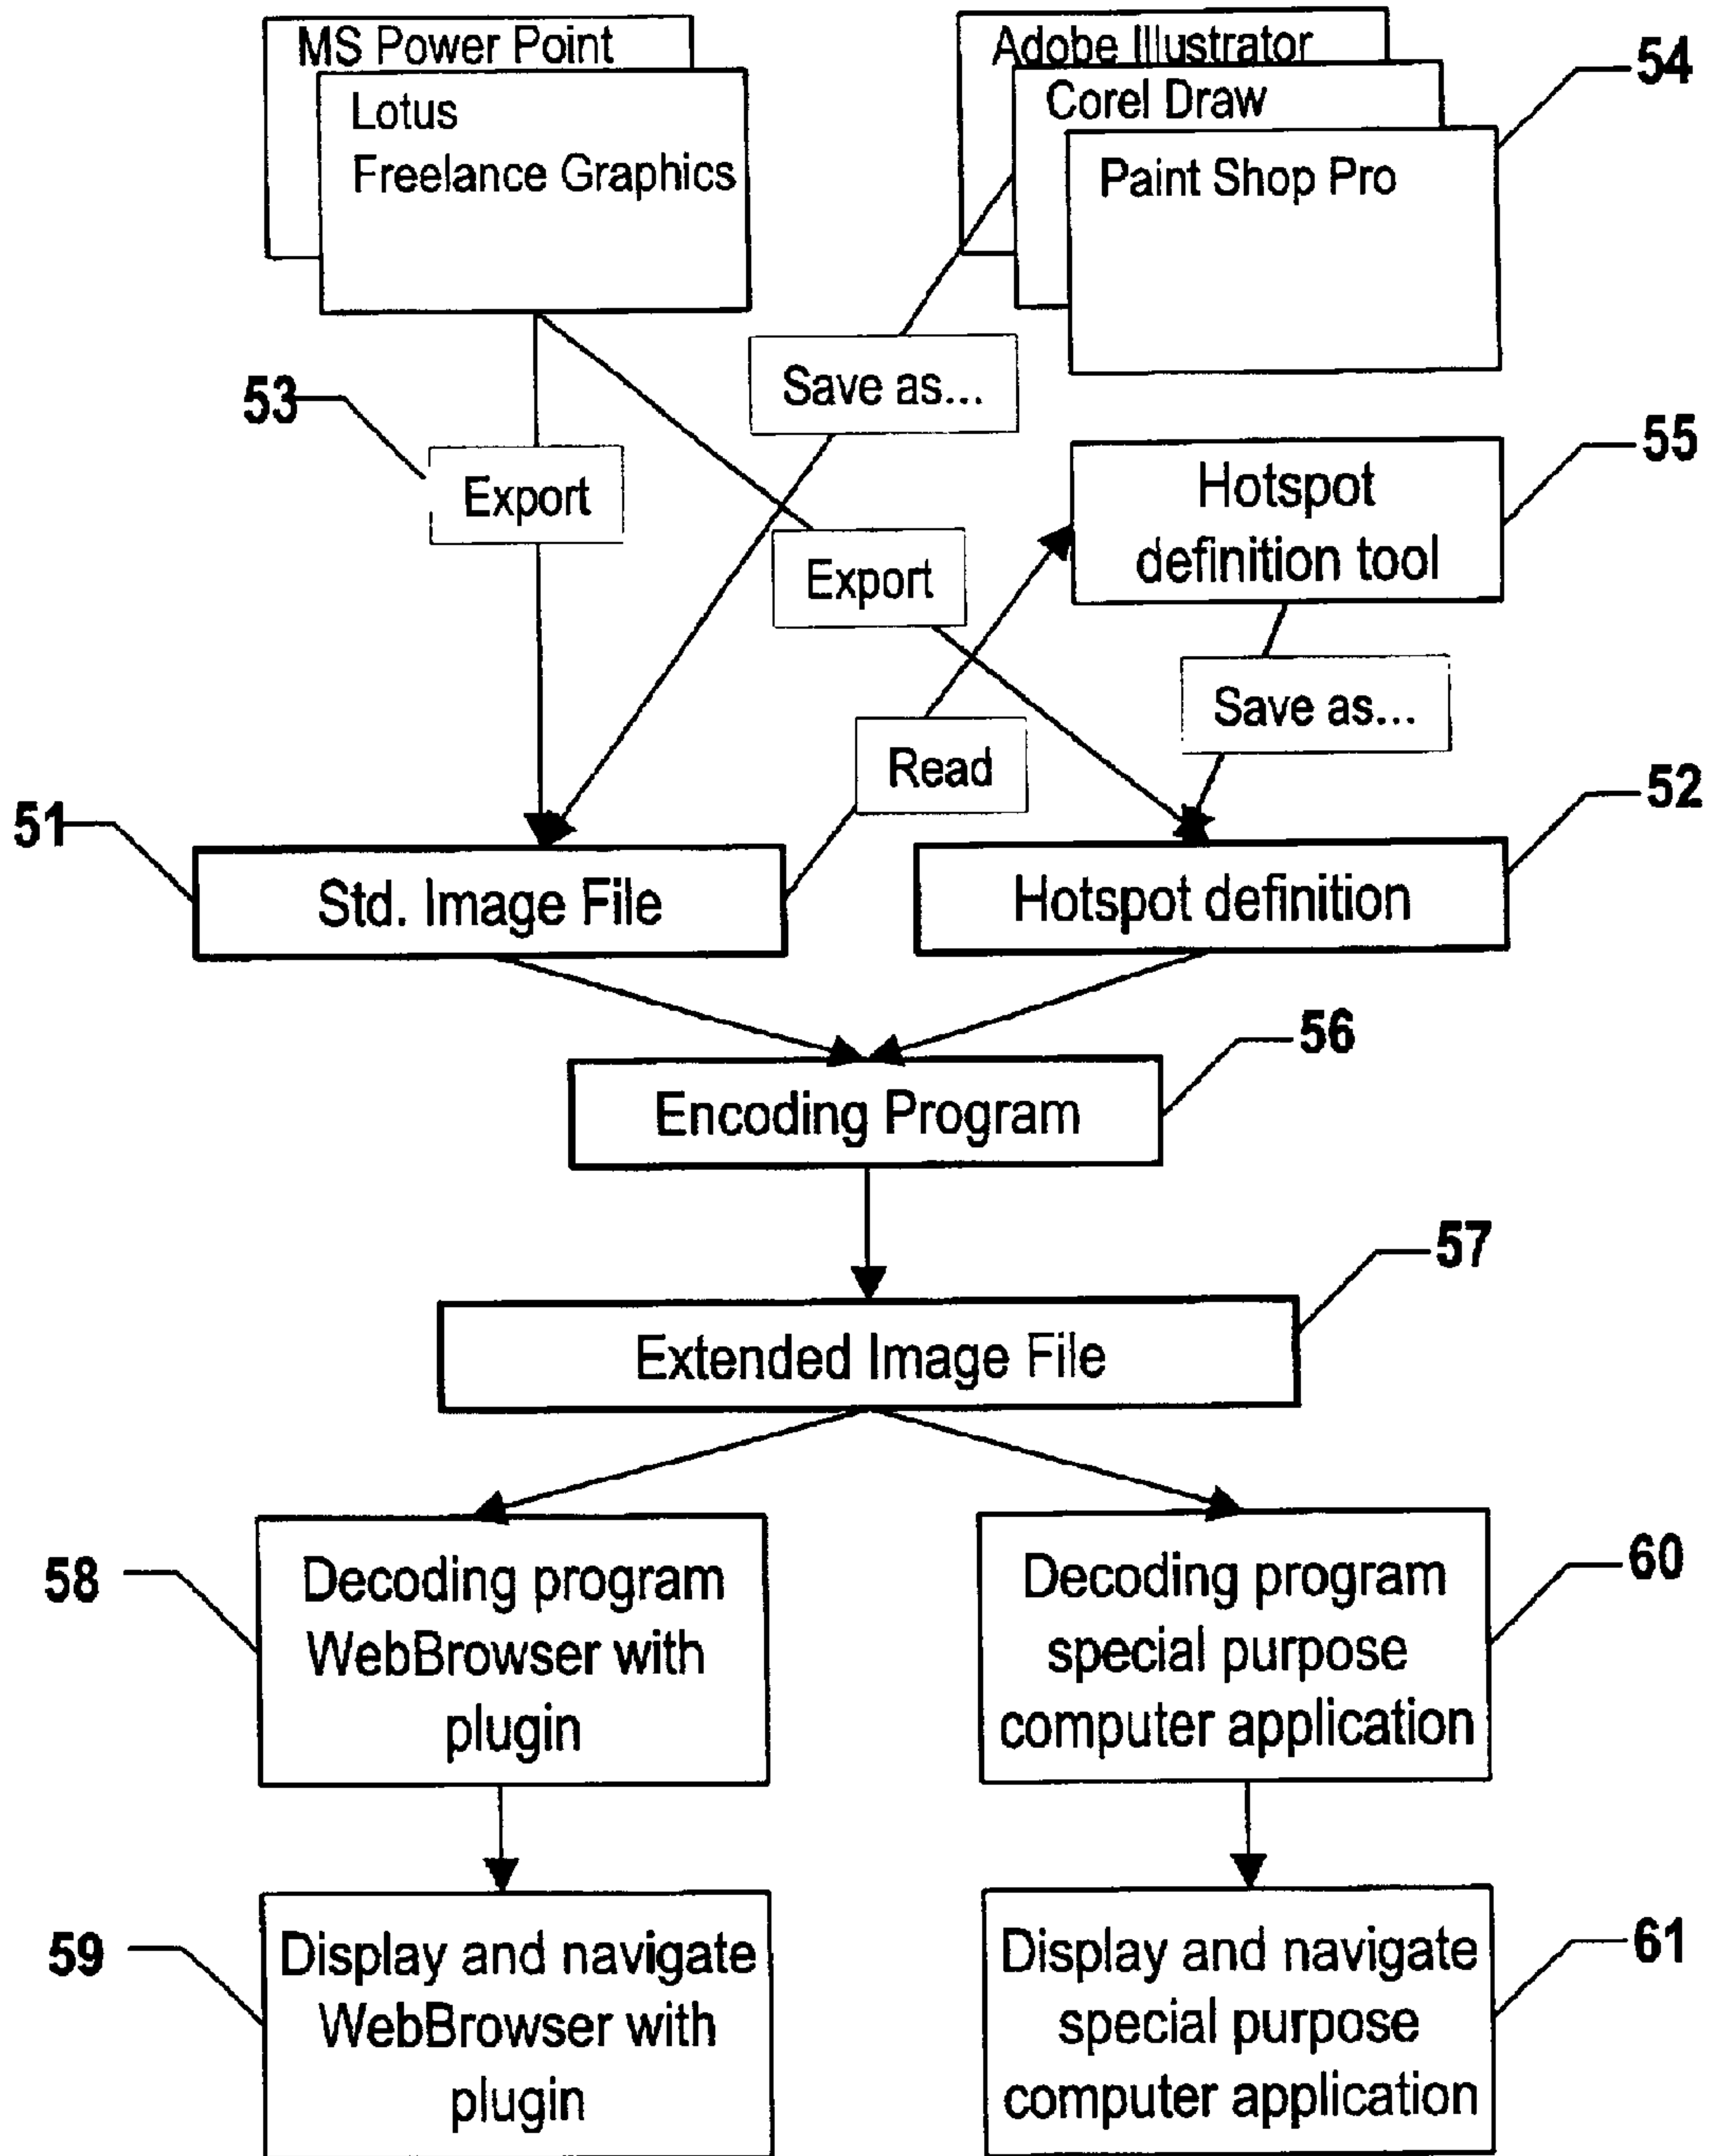 MS Power Point
Lotus
Freelance Graphics
Adobe Illustrator
Corel Draw
Paint Shop Pro
54
Save as...
53
Export
Export
Hotspot
definition tool
55
Save as...
Read
51
Std. Image File
Hotspot definition
52
56
Encoding Program
57
Extended Image File
58
Decoding program
WebBrowser with
plugin
Decoding program
special purpose
computer application
60
59
Display and navigate
WebBrowser with
plugin
Display and navigate
special purpose
computer application
61